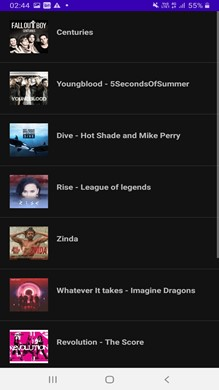 02:44
55%
FALL OUT BOY
Centuries
YOUNGBLOOD
Youngblood - 5SecondsOfSummer
Dive - Hot Shade and Mike Perry
RISE
Rise - League of legends
Zinda
Whatever It takes - Imagine Dragons
REVOLUTION
Revolution - The Score